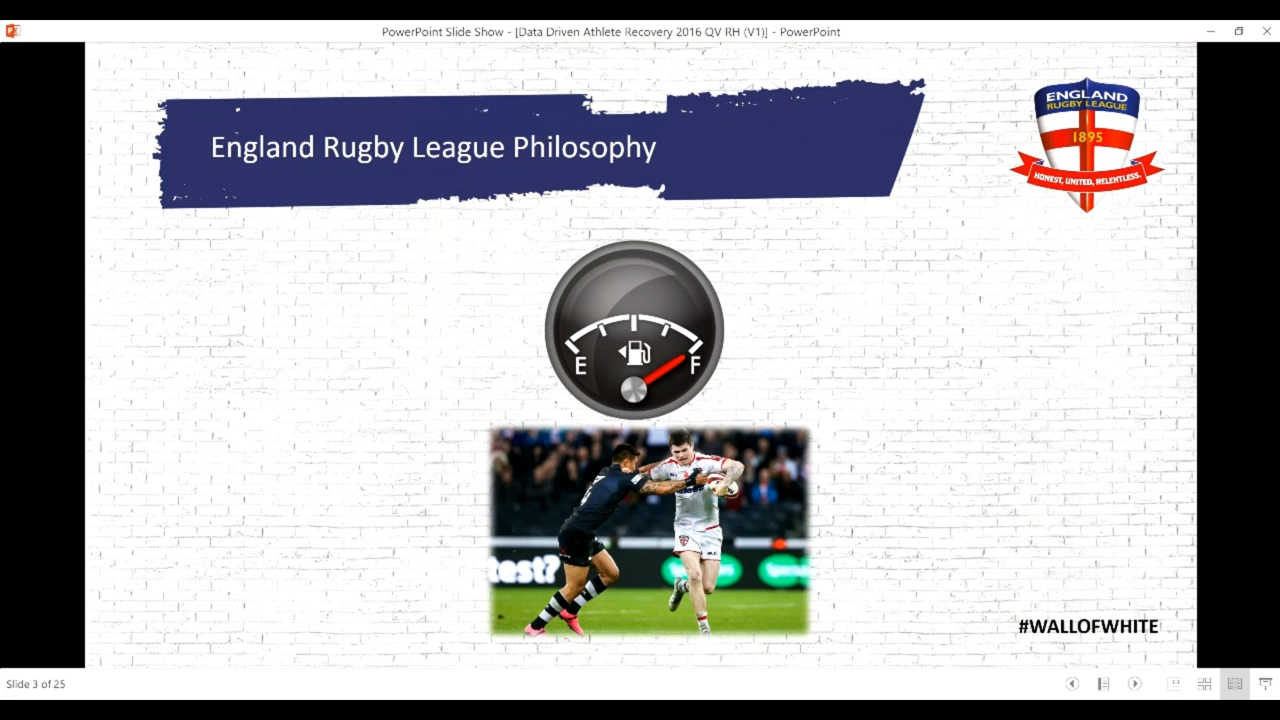 PowerPoint Slide Show - [Data Driven Athlete Recovery 2016 QV RH (V1)] - PowerPoint
England Rugby League Philosophy
ENGLAND
RUGBY LEAGUE
1895
HONEST, UNITED, RELENTLESS.
E
F
test?
#WALLOFWHITE
Slide 3 of 25